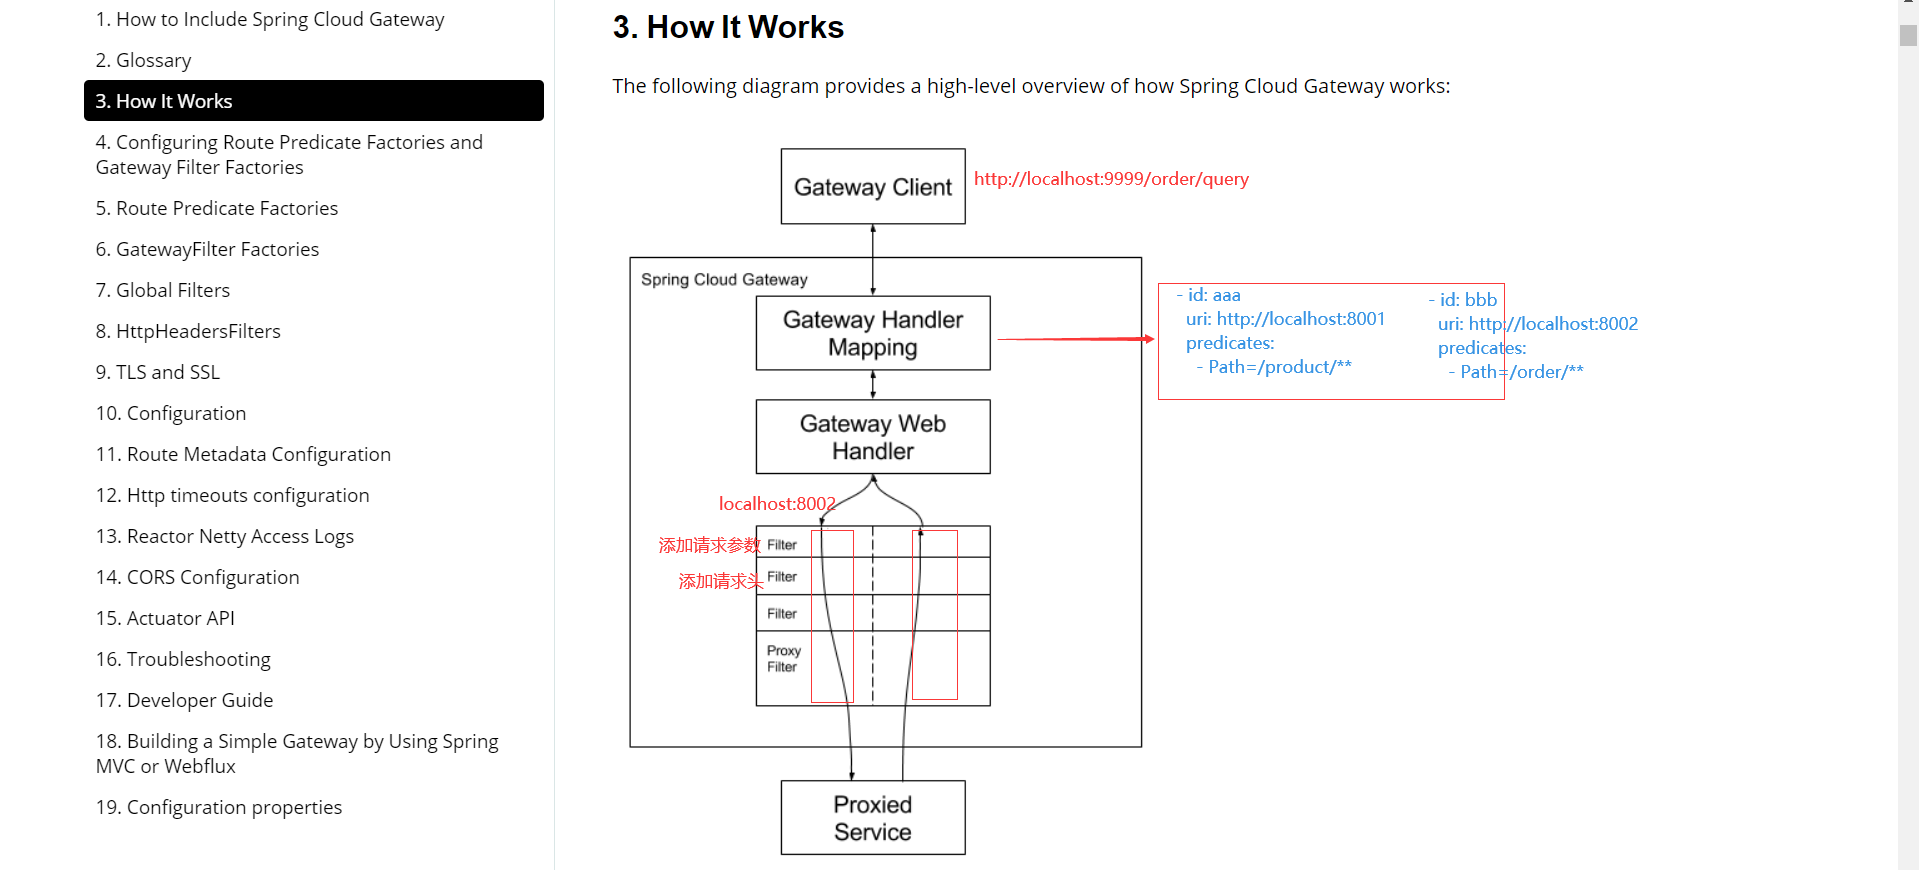 1. How to Include Spring Cloud Gateway
2. Glossary
3. How It Works
4. Configuring Route Predicate Factories and
Gateway Filter Factories
5. Route Predicate Factories
6. GatewayFilter Factories
7. Global Filters
8. HttpHeadersFilters
9. TLS and SSL
10. Configuration
11. Route Metadata Configuration
12. Http timeouts configuration
13. Reactor Netty Access Logs
14. CORS Configuration
15. Actuator API
16. Troubleshooting
17. Developer Guide
18. Building a Simple Gateway by Using Spring
MVC or Webflux
19. Configuration properties
3. How It Works
The following diagram provides a high-level overview of how Spring Cloud Gateway works:
Gateway Client
http://localhost:9999/order/query
Spring Cloud Gateway
Gateway Handler
Mapping
- id: aaa
uri: http://localhost:8001
predicates:
- Path=/product/**
- id: bbb
uri: http://localhost:8002
predicates:
- Path=/order/**
Gateway Web
Handler
localhost:8002
添加请求参数
Filter
添加请求头
Filter
Filter
Proxy
Filter
Proxied
Service